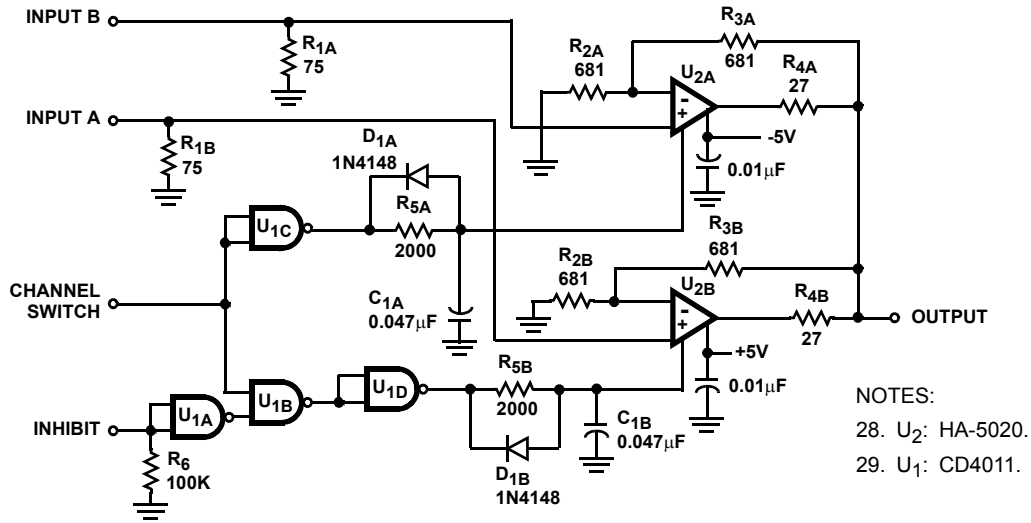 INPUT B
R1A
75
R2A
681
R3A
681
U2A
-
+
R4A
27
-5V
0.01μF
INPUT A
R1B
75
D1A
1N4148
R5A
2000
U1C
C1A
0.047μF
CHANNEL
SWITCH
R2B
681
R3B
681
U2B
-
+
R4B
27
OUTPUT
+5V
0.01μF
U1A
U1B
U1D
R5B
2000
D1B
1N4148
C1B
0.047μF
INHIBIT
R6
100K
NOTES:
28. U2: HA-5020.
29. U1: CD4011.